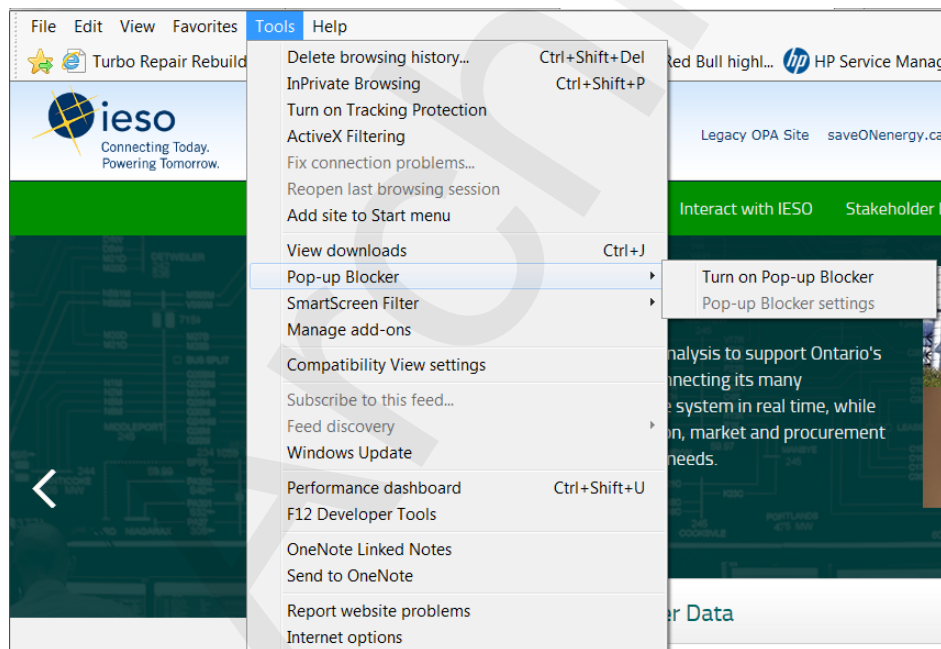 File Edit View Favorites Tools Help
Turbo Repair Rebuild
Red Bull highl... HP Service Manag
ieso
Connecting Today.
Powering Tomorrow.
Legacy OPA Site saveONenergy.ca
Interact with IESO Stakeholder
Delete browsing history... Ctrl+Shift+Del
InPrivate Browsing Ctrl+Shift+P
Turn on Tracking Protection
ActiveX Filtering
Fix connection problems...
Reopen last browsing session
Add site to Start menu
View downloads Ctrl+J
Pop-up Blocker
SmartScreen Filter
Manage add-ons
Compatibility View settings
Subscribe to this feed...
Feed discovery
Windows Update
Performance dashboard Ctrl+Shift+U
F12 Developer Tools
OneNote Linked Notes
Send to OneNote
Report website problems
Internet options
Turn on Pop-up Blocker
Pop-up Blocker settings
nalysis to support Ontario's
nnecting its many
e system in real time, while
on, market and procurement
needs.
er Data